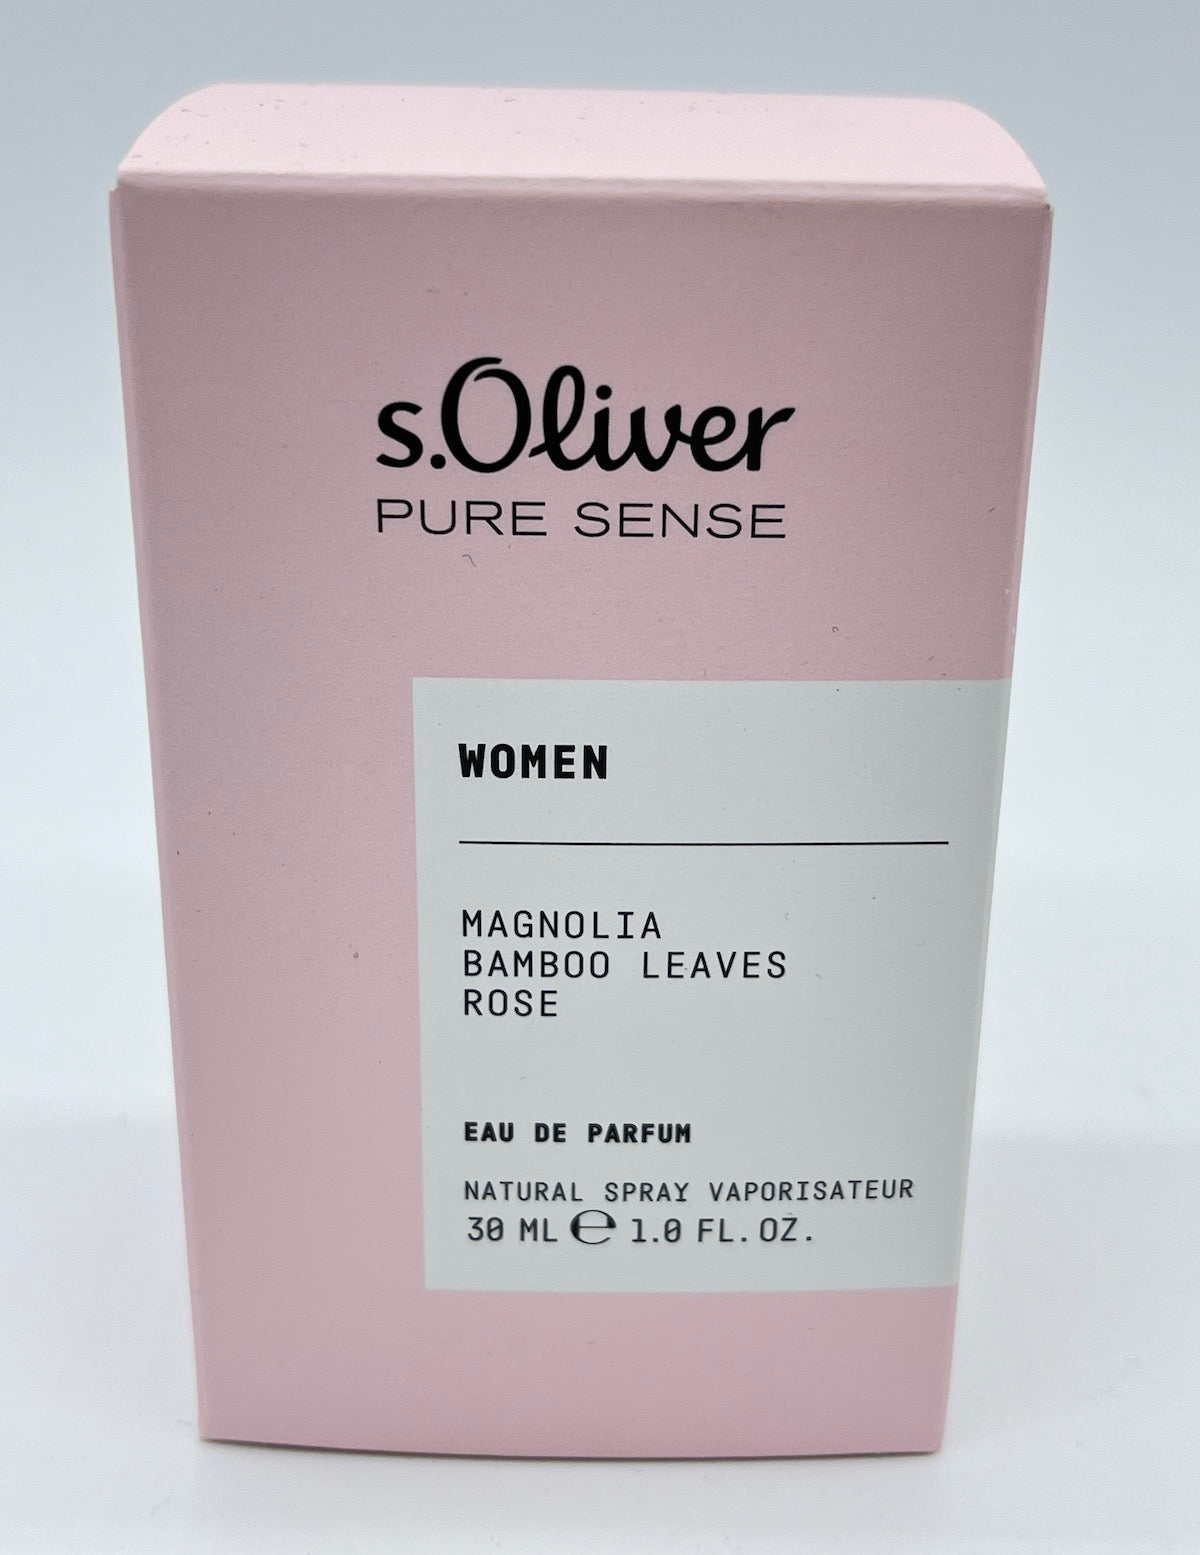 s.Oliver
PURE SENSE
WOMEN
MAGNOLIA
BAMBOO LEAVES
ROSE
EAU DE PARFUM
NATURAL SPRAY VAPORISATEUR
30 ML ℮ 1.0 FL. OZ.